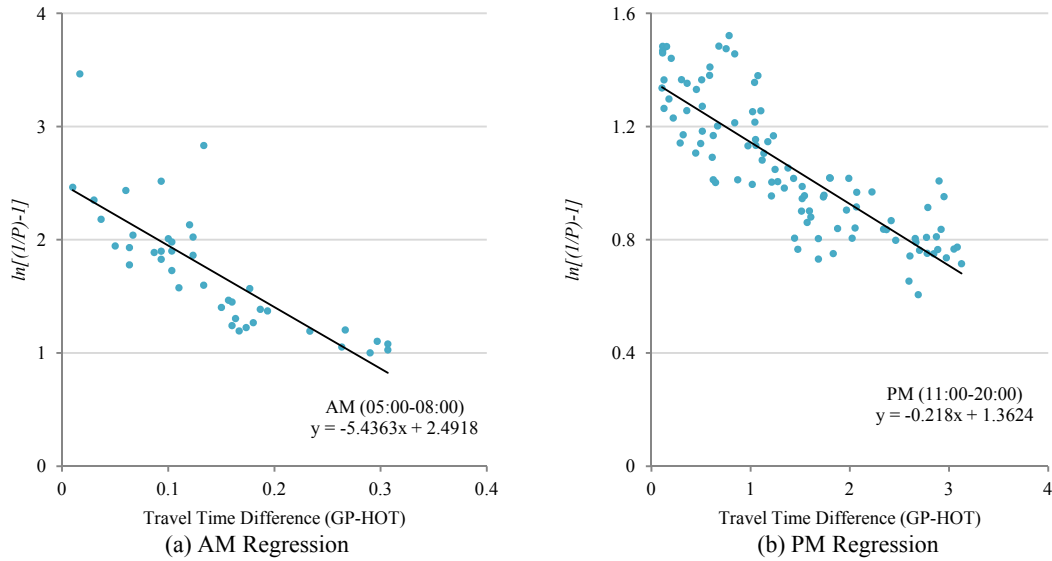 4
3
2
1
0
0
0.1
0.2
0.3
0.4
ln[(1/P)-1]
AM (05:00-08:00)
y = -5.4363x + 2.4918
Travel Time Difference (GP-HOT)
(a) AM Regression
1.6
1.2
0.8
0.4
0
0
1
2
3
4
ln[(1/P)-1]
PM (11:00-20:00)
y = -0.218x + 1.3624
Travel Time Difference (GP-HOT)
(b) PM Regression